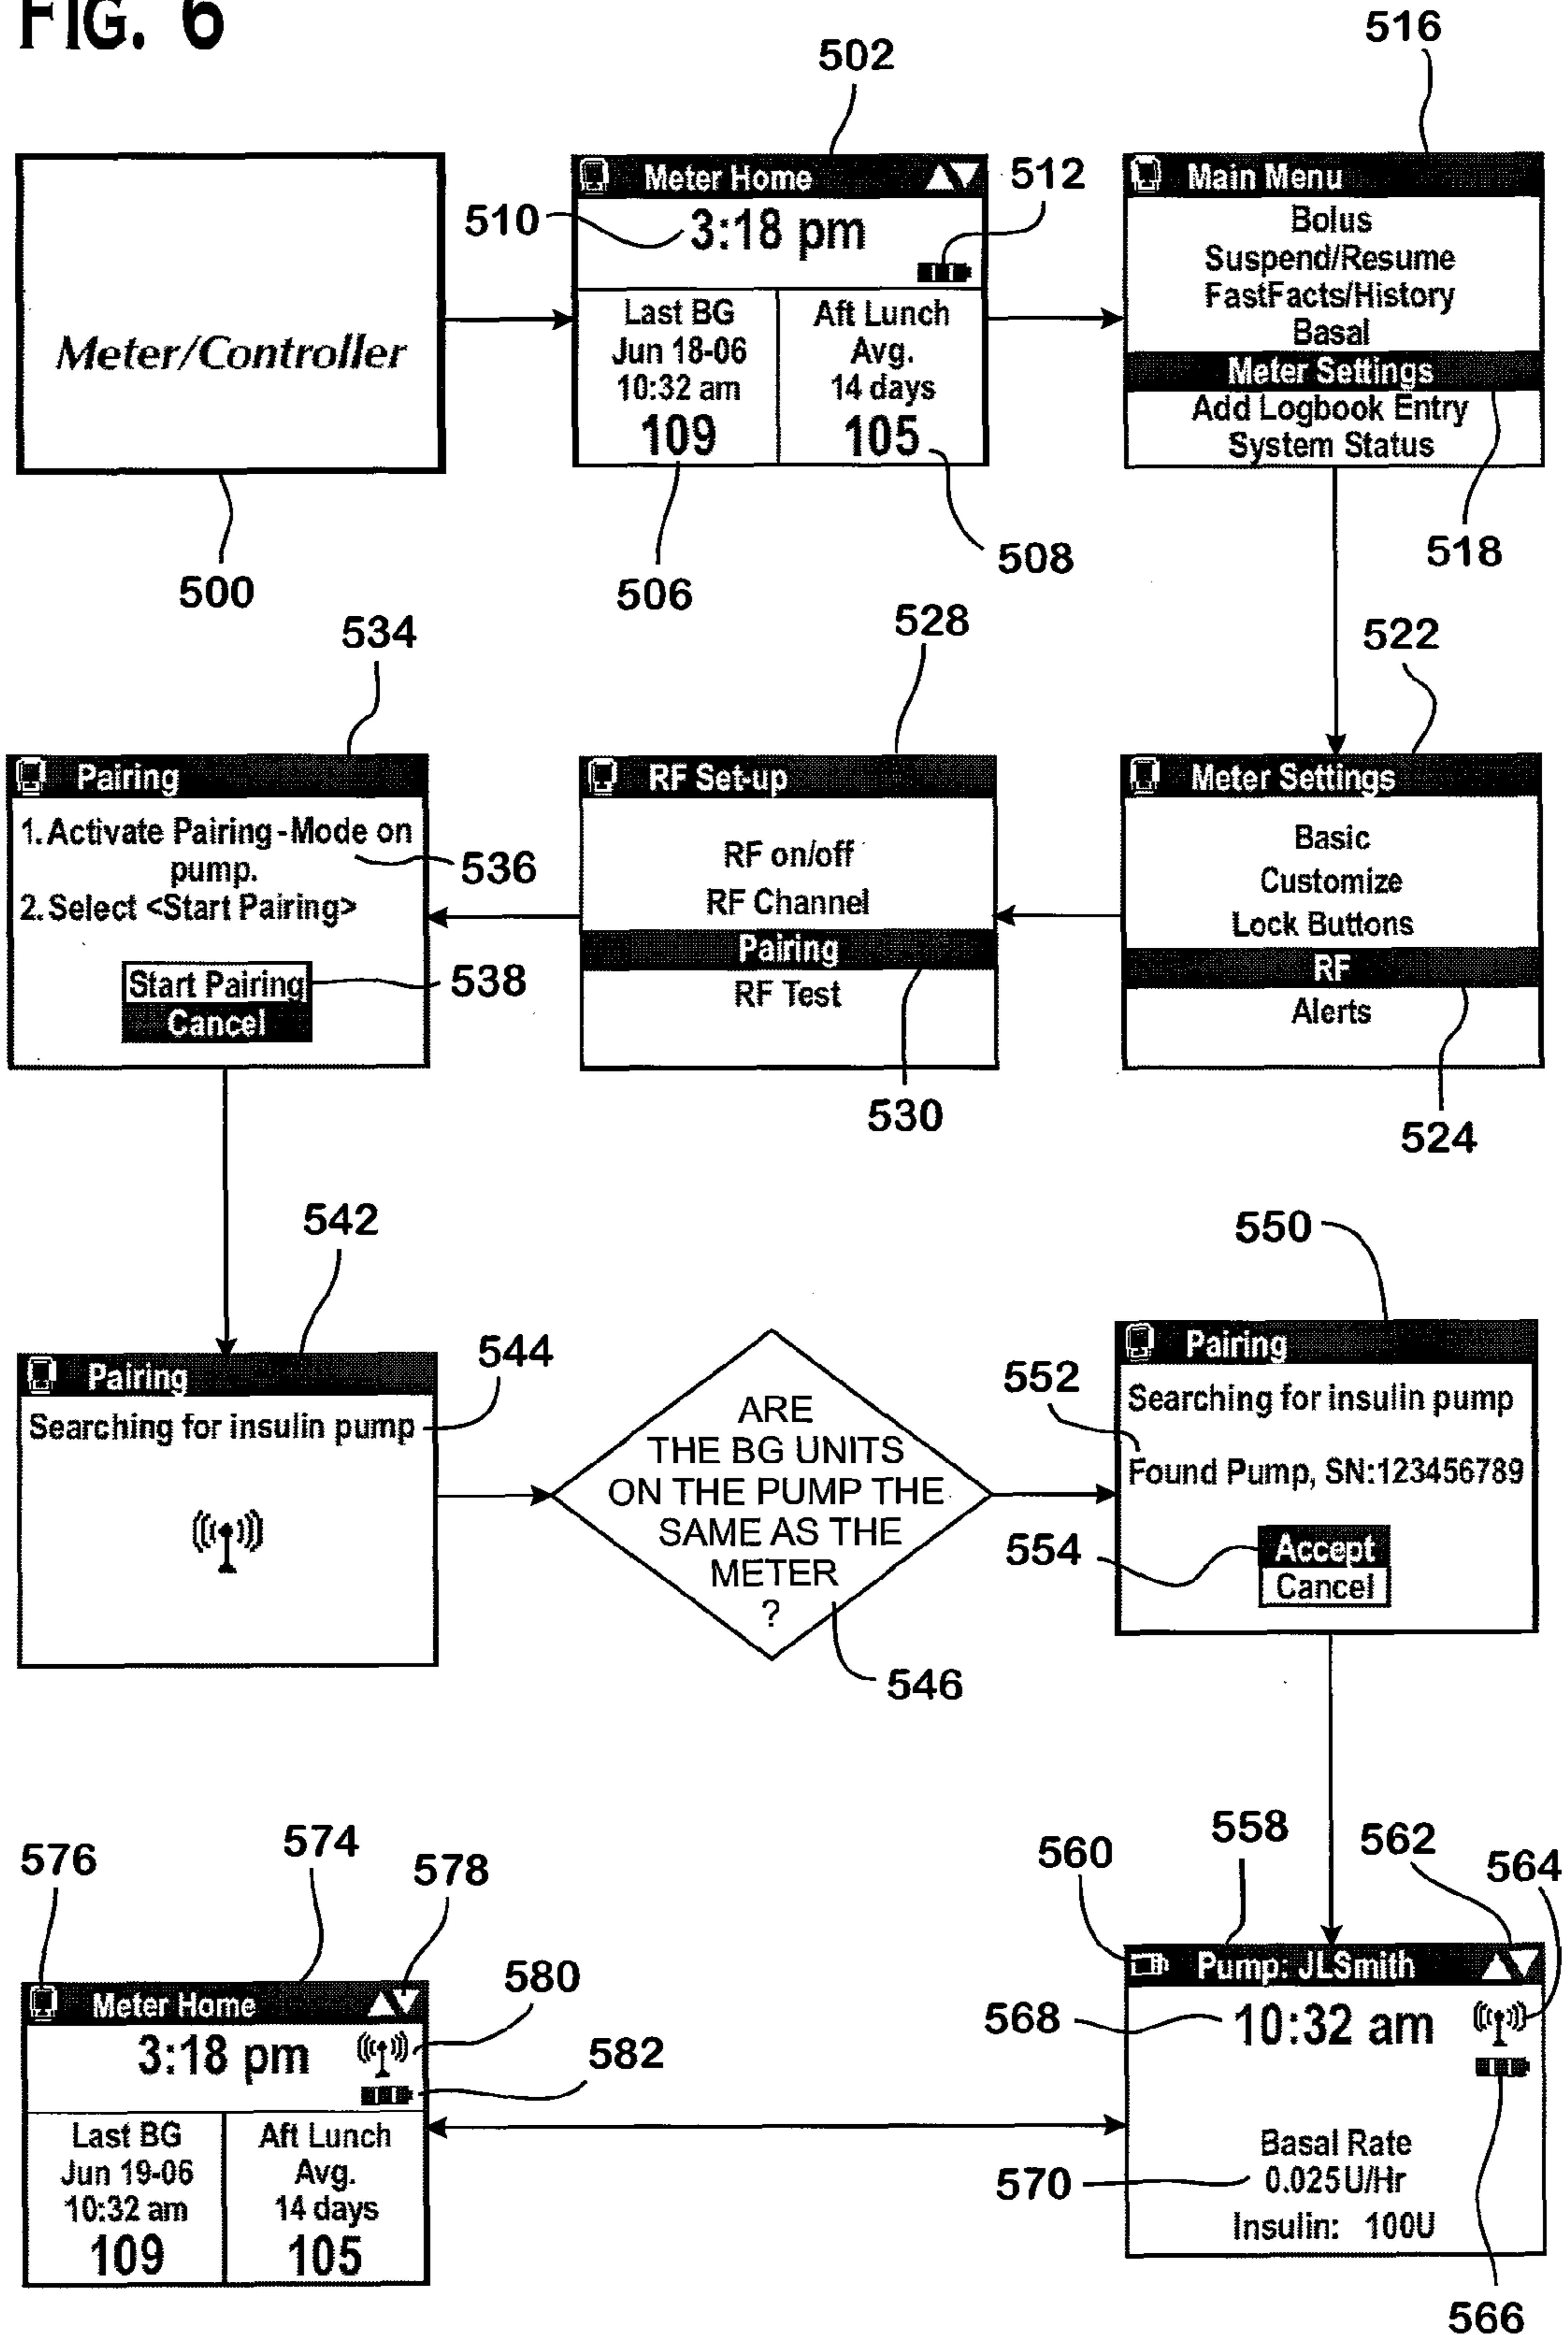 FIG. 6
502
516
Meter Home
Main Menu
512
510
3:18 pm
Bolus
Suspend/Resume
FastFacts/History
Basal
Meter Settings
Add Logbook Entry
System Status
Meter/Controller
Last BG
Jun 18-06
10:32 am
109
Aft Lunch
Avg.
14 days
105
500
506
508
518
534
528
522
Pairing
1. Activate Pairing-Mode on
pump.
2. Select <Start Pairing>
Start Pairing
Cancel
536
538
RF Set-up
RF on/off
RF Channel
Pairing
RF Test
530
Meter Settings
Basic
Customize
Lock Buttons
RF
Alerts
524
542
544
Pairing
Searching for insulin pump
ARE
THE BG UNITS
ON THE PUMP THE
SAME AS THE
METER
?
546
550
552
Pairing
Searching for insulin pump
Found Pump, SN:123456789
554
Accept
Cancel
576
574
578
580
582
Meter Home
3:18 pm
Last BG
Jun 19-06
10:32 am
109
Aft Lunch
Avg.
14 days
105
560
558
562
564
Pump: JLSmith
568
10:32 am
Basal Rate
570
0.025U/Hr
Insulin: 100U
566